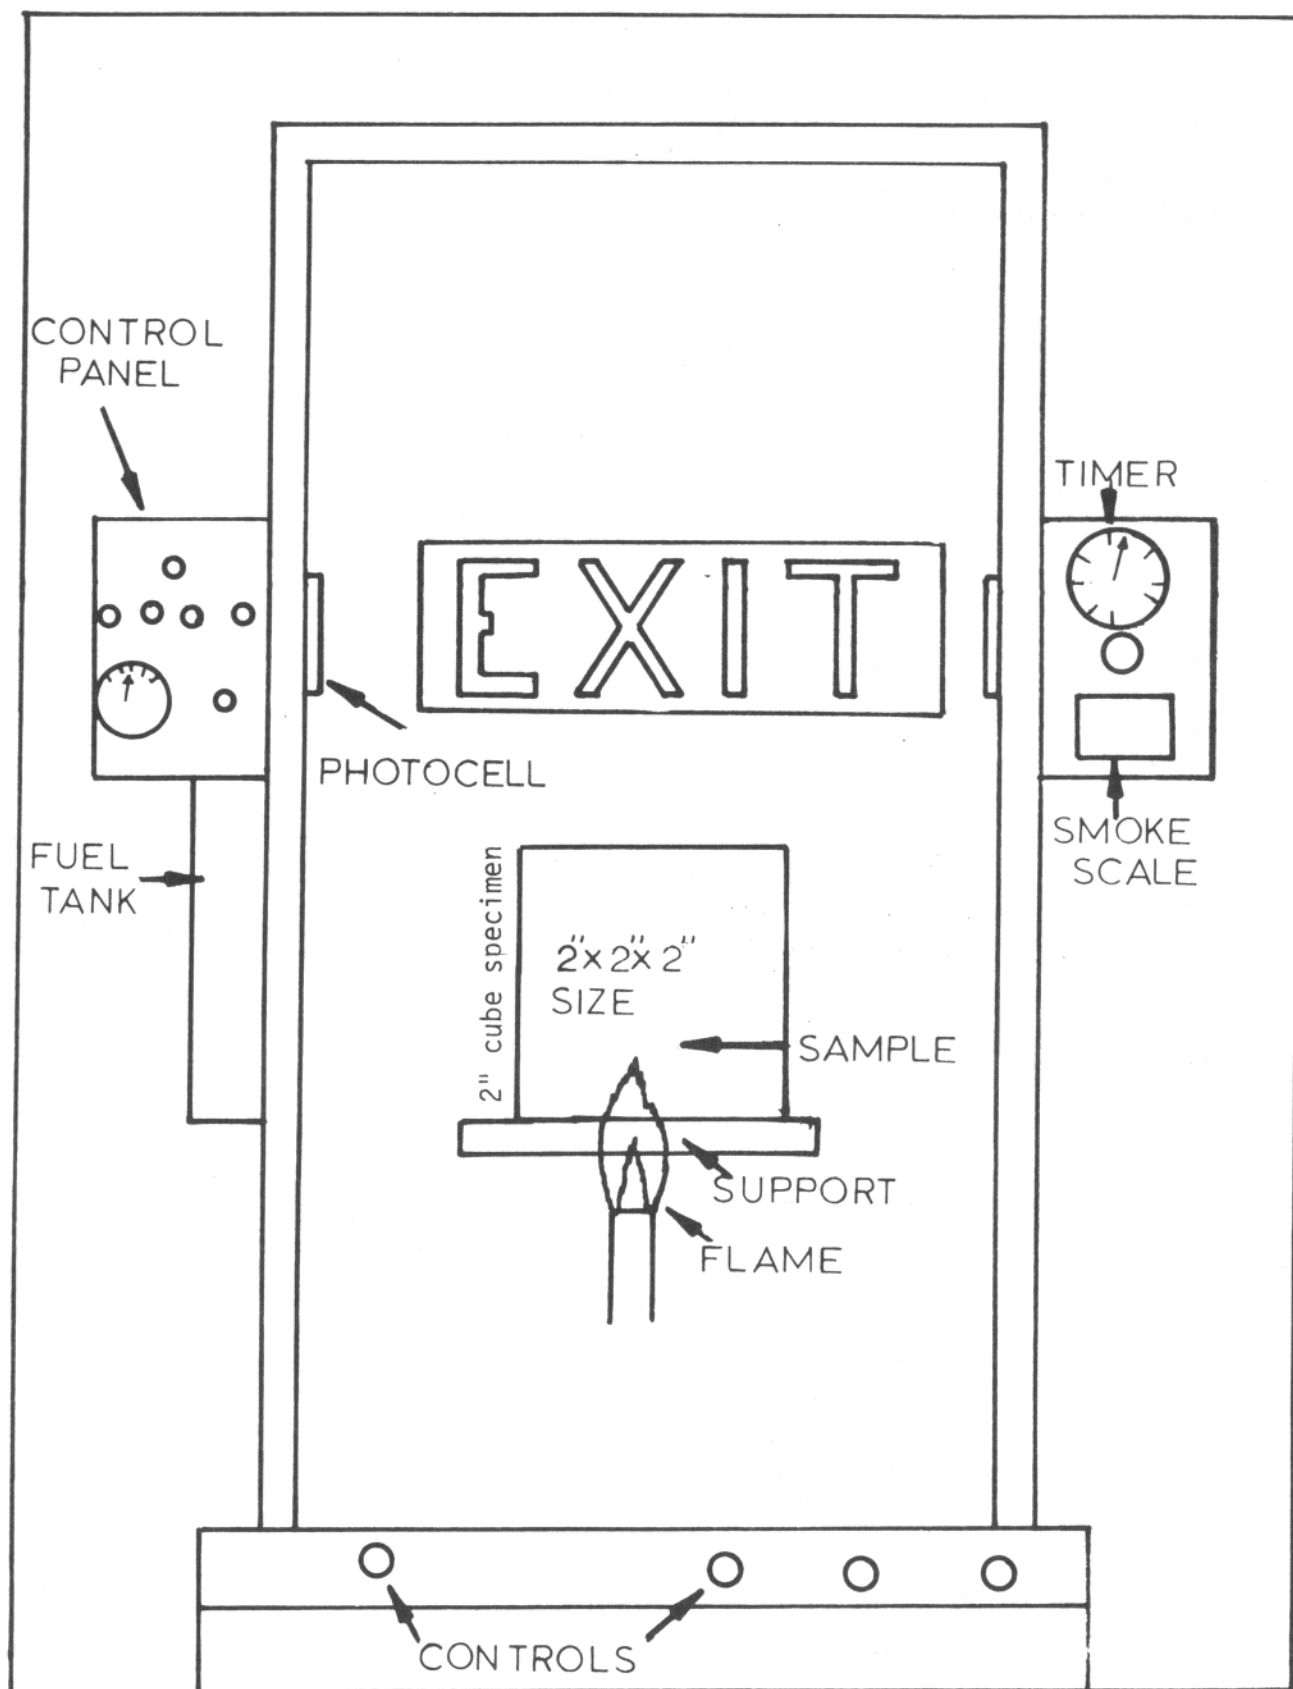 CONTROL
PANEL
TIMER
EXIT
PHOTOCELL
SMOKE
SCALE
FUEL
TANK
2" cube specimen
2"x 2"x 2"
SIZE
SAMPLE
SUPPORT
FLAME
CONTROLS